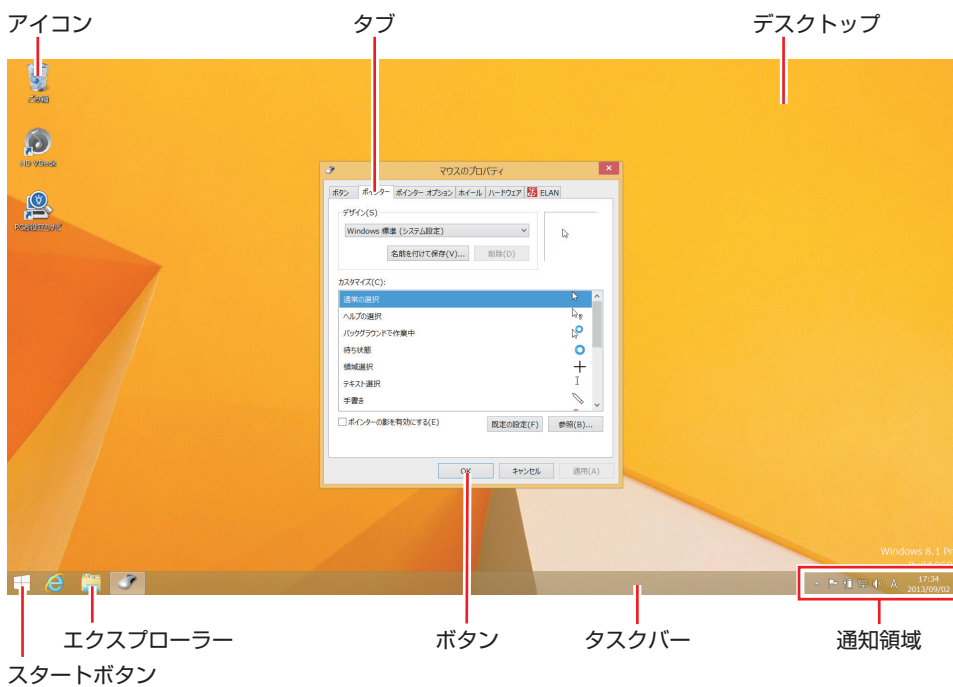 アイコン
タブ
デスクトップ
ごみ箱
HD VDesk
PCお役立ちナビ
マウスのプロパティ
ボタン ポインター ポインター オプション ホイール ハードウェア ELAN
デザイン(S)
Windows 標準 (システム設定)
名前を付けて保存(V)... 削除(D)
カスタマイズ(C):
通常の選択
ヘルプの選択
バックグラウンドで作業中
待ち状態
領域選択
テキスト選択
手書き
ポインターの影を有効にする(E)
既定の設定(F) 参照(B)...
OK キャンセル 適用(A)
Windows 8.1 Pr
A 17:34
2013/09/02
エクスプローラー
ボタン
タスクバー
通知領域
スタートボタン